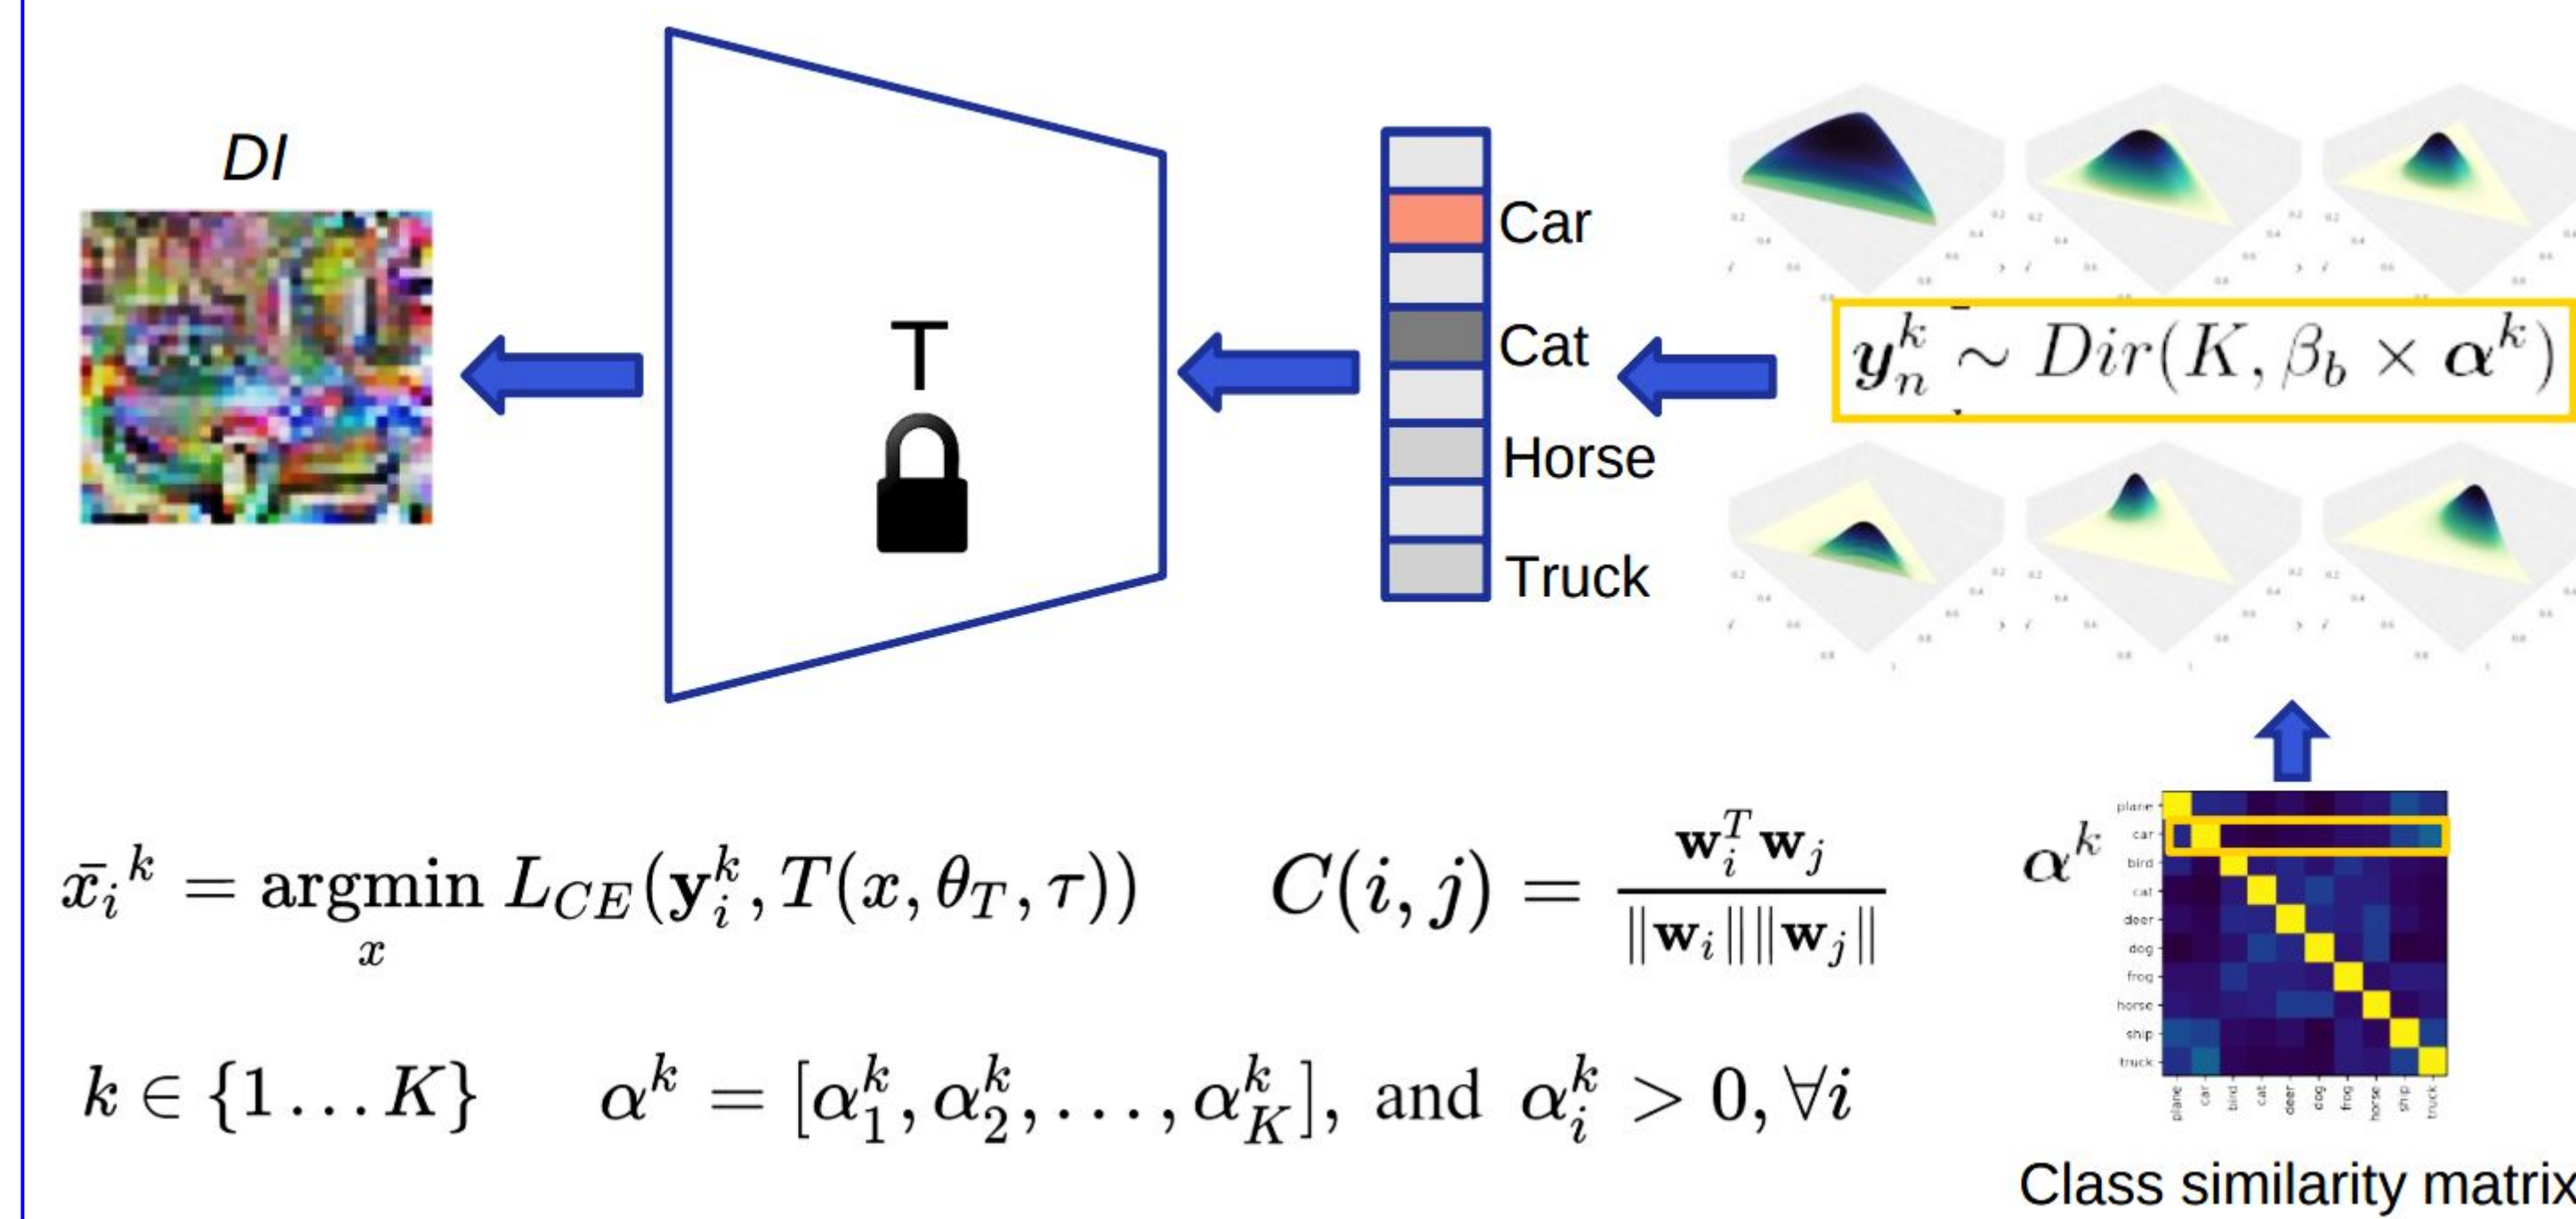 DI
T
Car
Cat
Horse
Truck
y_n^k ~ Dir(K, β_b × α^k)
x̄_i^k = argmin_x L_{CE}(y_i^k, T(x, θ_T, τ))
C(i, j) = w_i^T w_j / ‖w_i‖‖w_j‖
k ∈ {1 … K}
α^k = [α_1^k, α_2^k, …, α_K^k], and α_i^k > 0, ∀i
α^k
plane
car
bird
cat
deer
dog
frog
horse
ship
truck
plane car bird cat deer dog frog horse ship truck
Class similarity matrix